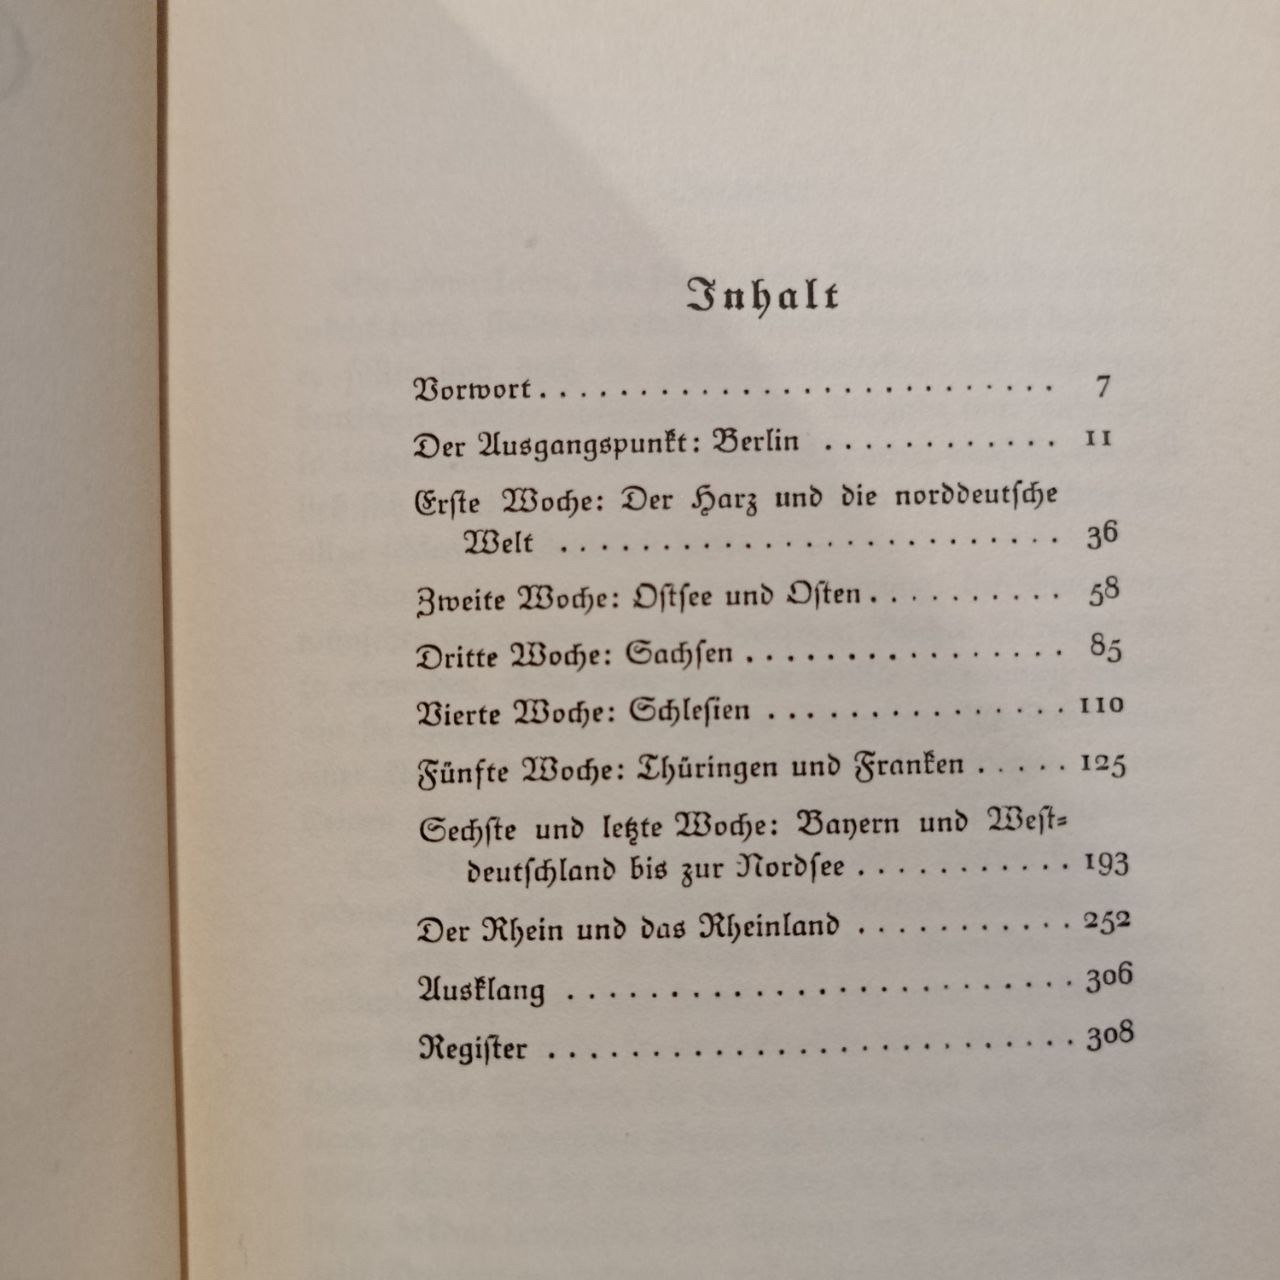 Inhalt
Vorwort . . . . . . . . . . . . . . . . . . . . . . . . . . 7
Der Ausgangspunkt: Berlin . . . . . . . . . . . . 11
Erſte Woche: Der Harz und die norddeutſche
Welt . . . . . . . . . . . . . . . . . . . . . . . . . 36
Zweite Woche: Oſtſee und Oſten . . . . . . . . . . 58
Dritte Woche: Sachſen . . . . . . . . . . . . . . . . 85
Vierte Woche: Schleſien . . . . . . . . . . . . . . . 110
Fünfte Woche: Thüringen und Franken . . . . . 125
Sechſte und letzte Woche: Bayern und Weſt⸗
deutſchland bis zur Nordſee . . . . . . . . . . . 193
Der Rhein und das Rheinland . . . . . . . . . . . 252
Ausklang . . . . . . . . . . . . . . . . . . . . . . . . . 306
Regiſter . . . . . . . . . . . . . . . . . . . . . . . . . . 308